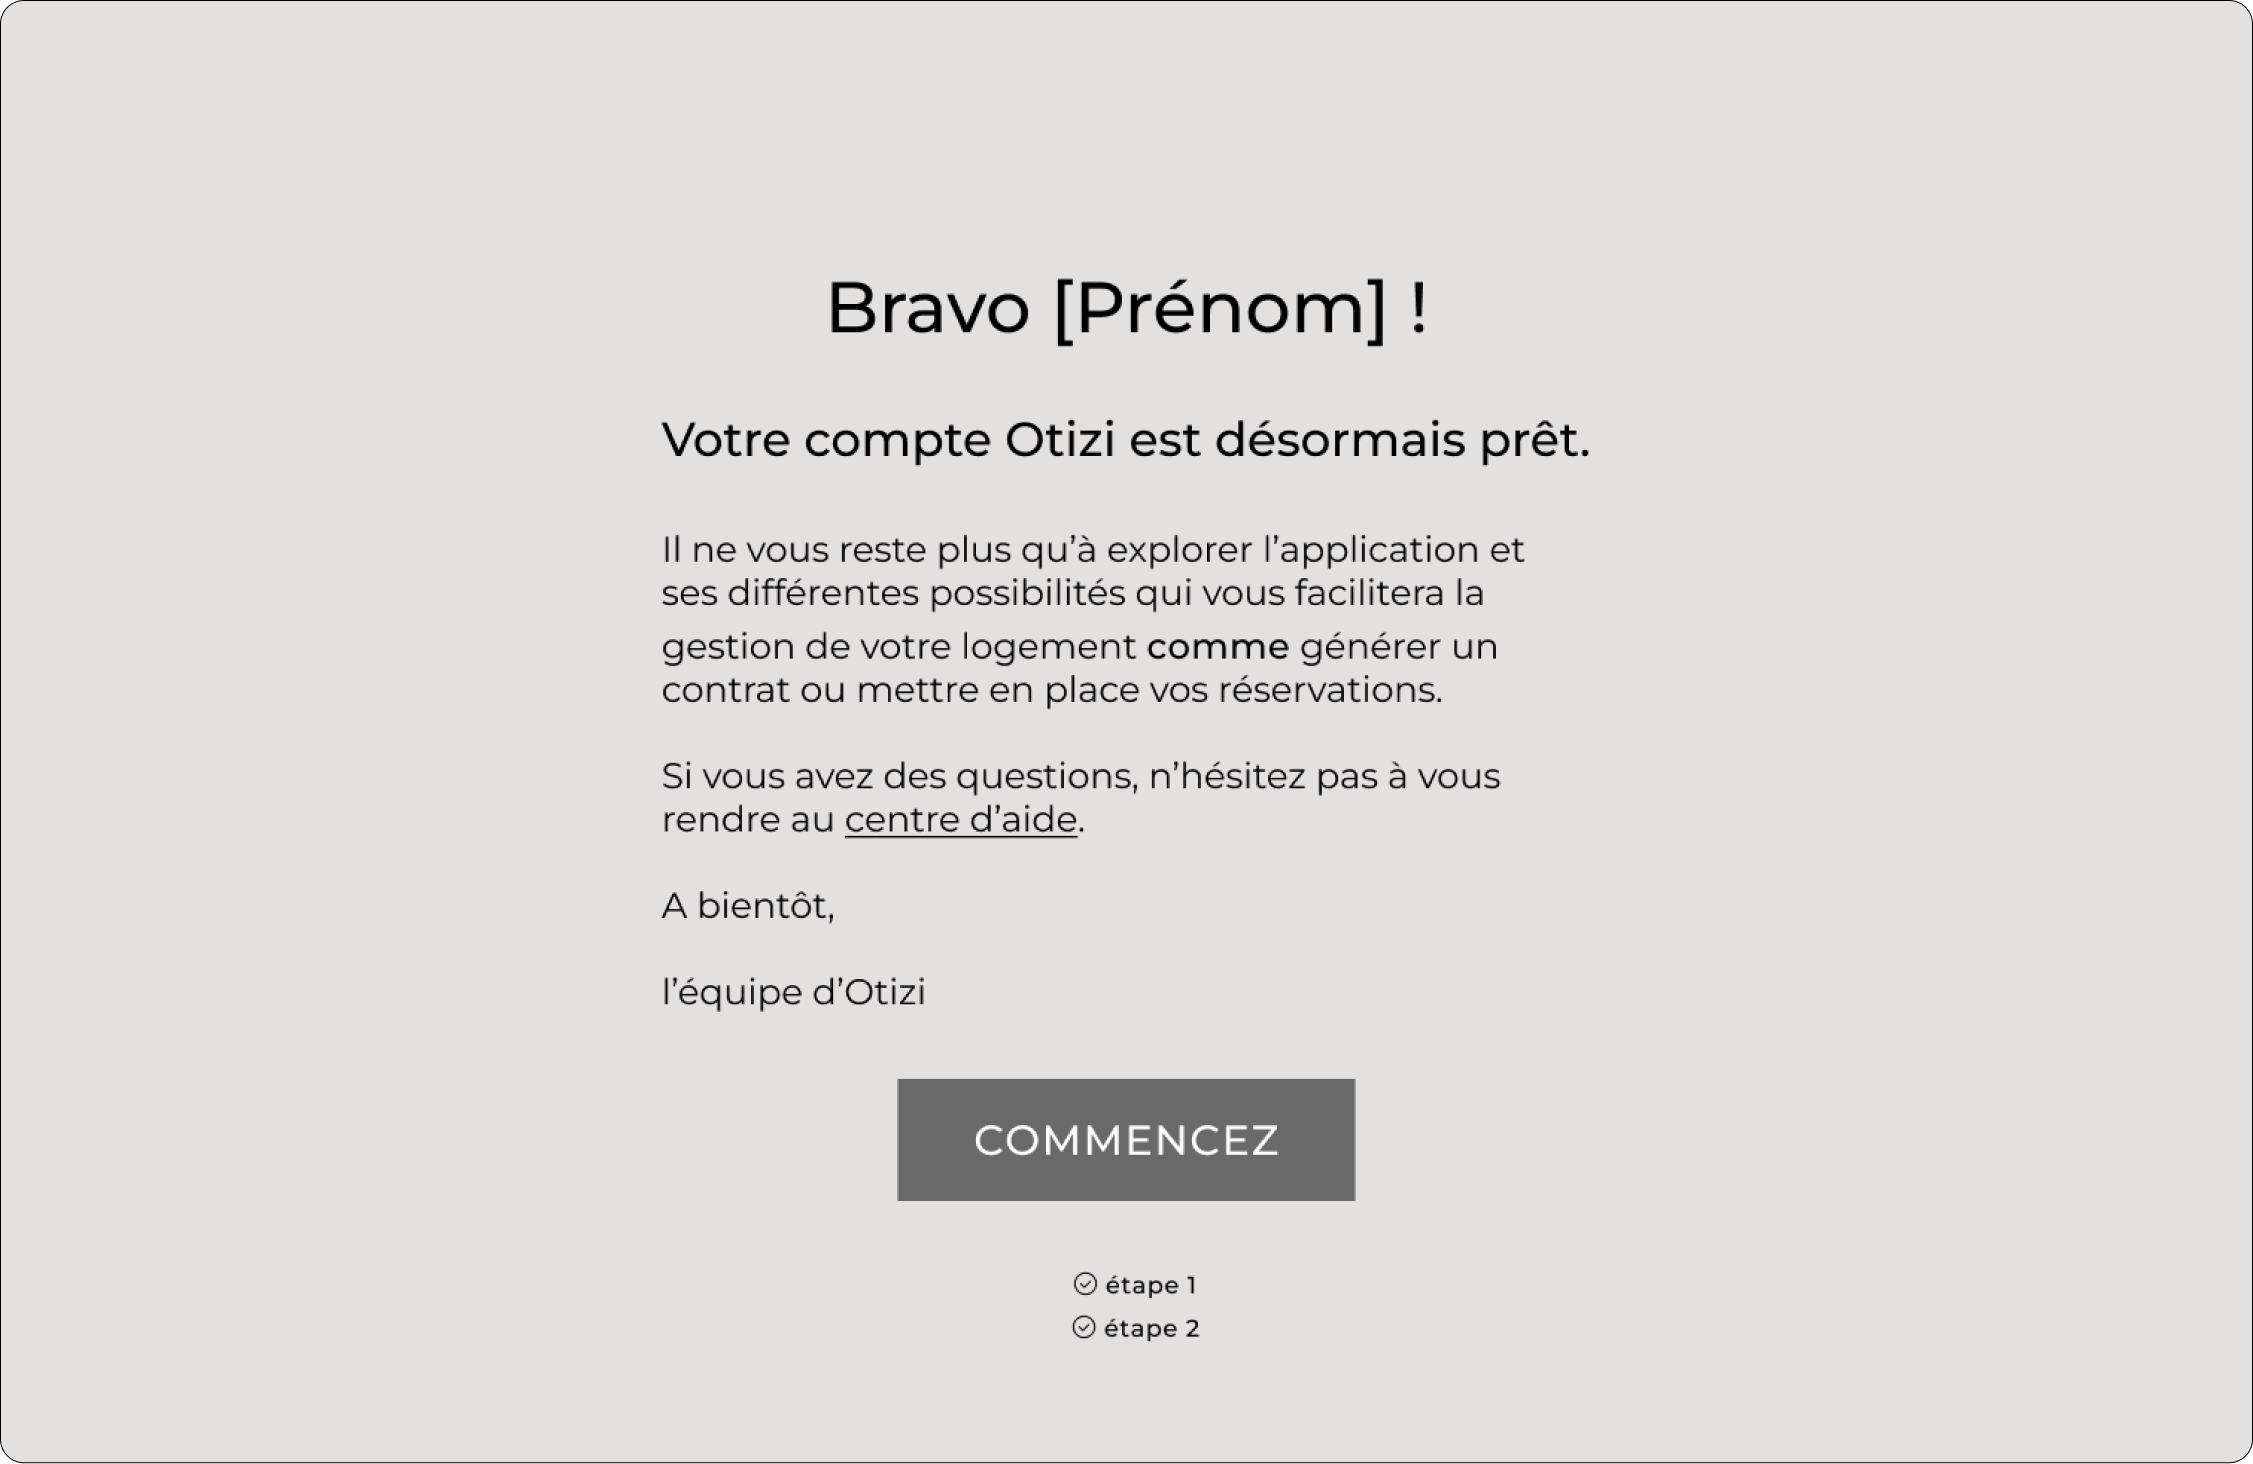 Bravo [Prénom] !
Votre compte Otizi est désormais prêt.
Il ne vous reste plus qu’à explorer l’application et
ses différentes possibilités qui vous facilitera la
gestion de votre logement comme générer un
contrat ou mettre en place vos réservations.
Si vous avez des questions, n’hésitez pas à vous
rendre au centre d’aide.
A bientôt,
l’équipe d’Otizi
COMMENCEZ
étape 1
étape 2